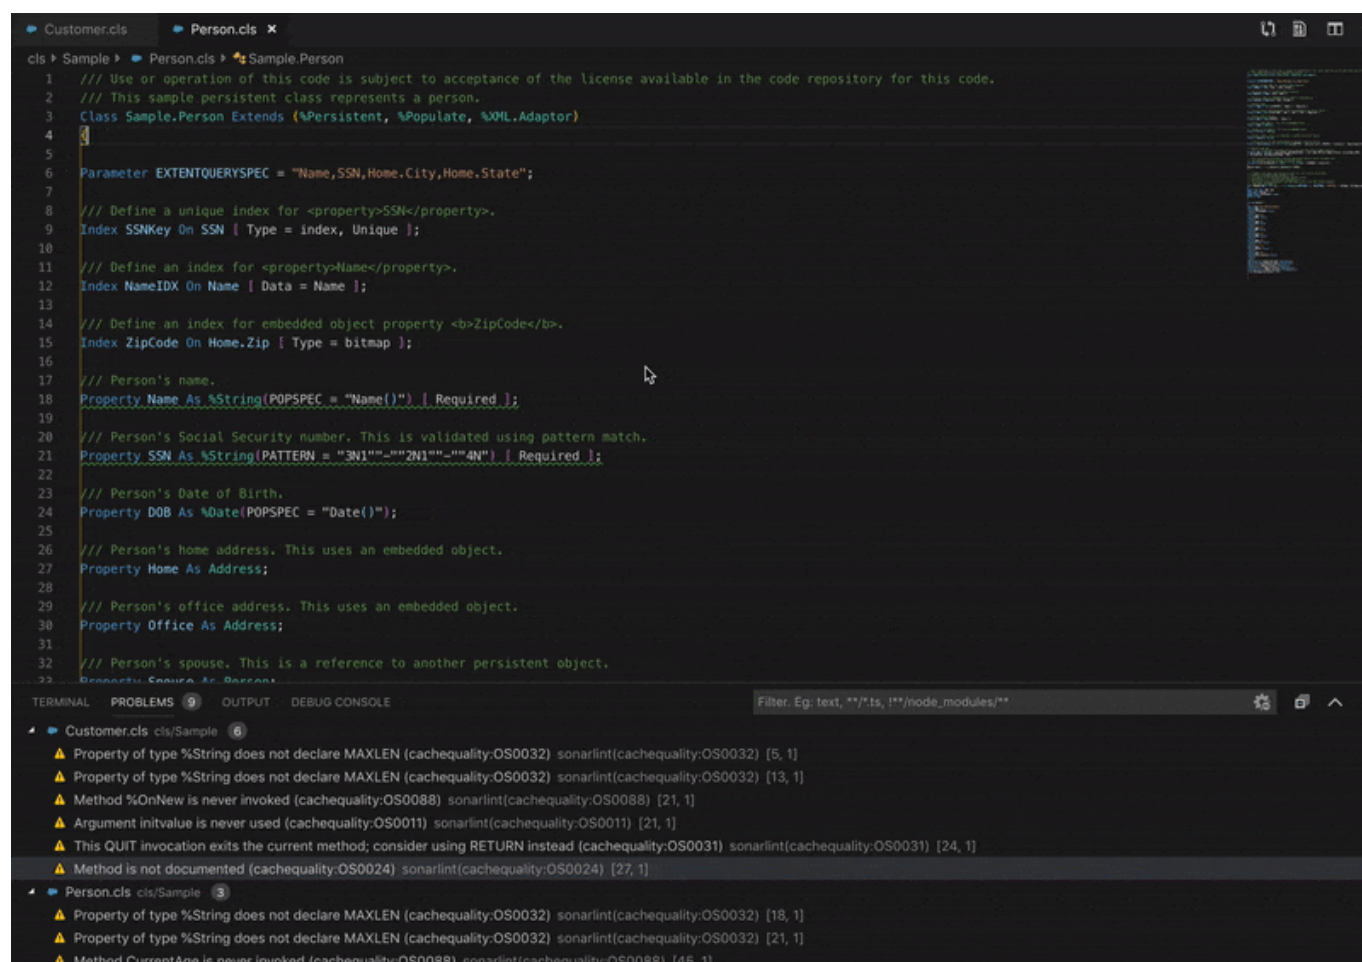 Customer.cls Person.cls ×
cls Sample Person.cls Sample.Person
1 /// Use or operation of this code is subject to acceptance of the license available in the code repository for this code.
2 /// This sample persistent class represents a person.
3 Class Sample.Person Extends (%Persistent, %Populate, %XML.Adaptor)
4 {
5
6 Parameter EXTENTQUERYSPEC = "Name,SSN,Home.City,Home.State";
7
8 /// Define a unique index for <property>SSN</property>.
9 Index SSNKey On SSN [ Type = index, Unique ];
10
11 /// Define an index for <property>Name</property>.
12 Index NameIDX On Name [ Data = Name ];
13
14 /// Define an index for embedded object property <b>ZipCode</b>.
15 Index ZipCode On Home.Zip [ Type = bitmap ];
16
17 /// Person's name.
18 Property Name As %String(POPSPEC = "Name()") [ Required ];
19
20 /// Person's Social Security number. This is validated using pattern match.
21 Property SSN As %String(PATTERN = "3N1""-""2N1""-""4N") [ Required ];
22
23 /// Person's Date of Birth.
24 Property DOB As %Date(POPSPEC = "Date()");
25
26 /// Person's home address. This uses an embedded object.
27 Property Home As Address;
28
29 /// Person's office address. This uses an embedded object.
30 Property Office As Address;
31
32 /// Person's spouse. This is a reference to another persistent object.
33 Property Spouse As Person;
TERMINAL PROBLEMS 9 OUTPUT DEBUG CONSOLE Filter. Eg: text, **/*.ts, !**/node_modules/**
Customer.cls cls/Sample 6
Property of type %String does not declare MAXLEN (cachequality:OS0032) sonarlint(cachequality:OS0032) [5, 1]
Property of type %String does not declare MAXLEN (cachequality:OS0032) sonarlint(cachequality:OS0032) [13, 1]
Method %OnNew is never invoked (cachequality:OS0088) sonarlint(cachequality:OS0088) [21, 1]
Argument initvalue is never used (cachequality:OS0011) sonarlint(cachequality:OS0011) [21, 1]
This QUIT invocation exits the current method; consider using RETURN instead (cachequality:OS0031) sonarlint(cachequality:OS0031) [24, 1]
Method is not documented (cachequality:OS0024) sonarlint(cachequality:OS0024) [27, 1]
Person.cls cls/Sample 3
Property of type %String does not declare MAXLEN (cachequality:OS0032) sonarlint(cachequality:OS0032) [18, 1]
Property of type %String does not declare MAXLEN (cachequality:OS0032) sonarlint(cachequality:OS0032) [21, 1]
Method CurrentAge is never invoked (cachequality:OS0088) sonarlint(cachequality:OS0088) [45, 1]